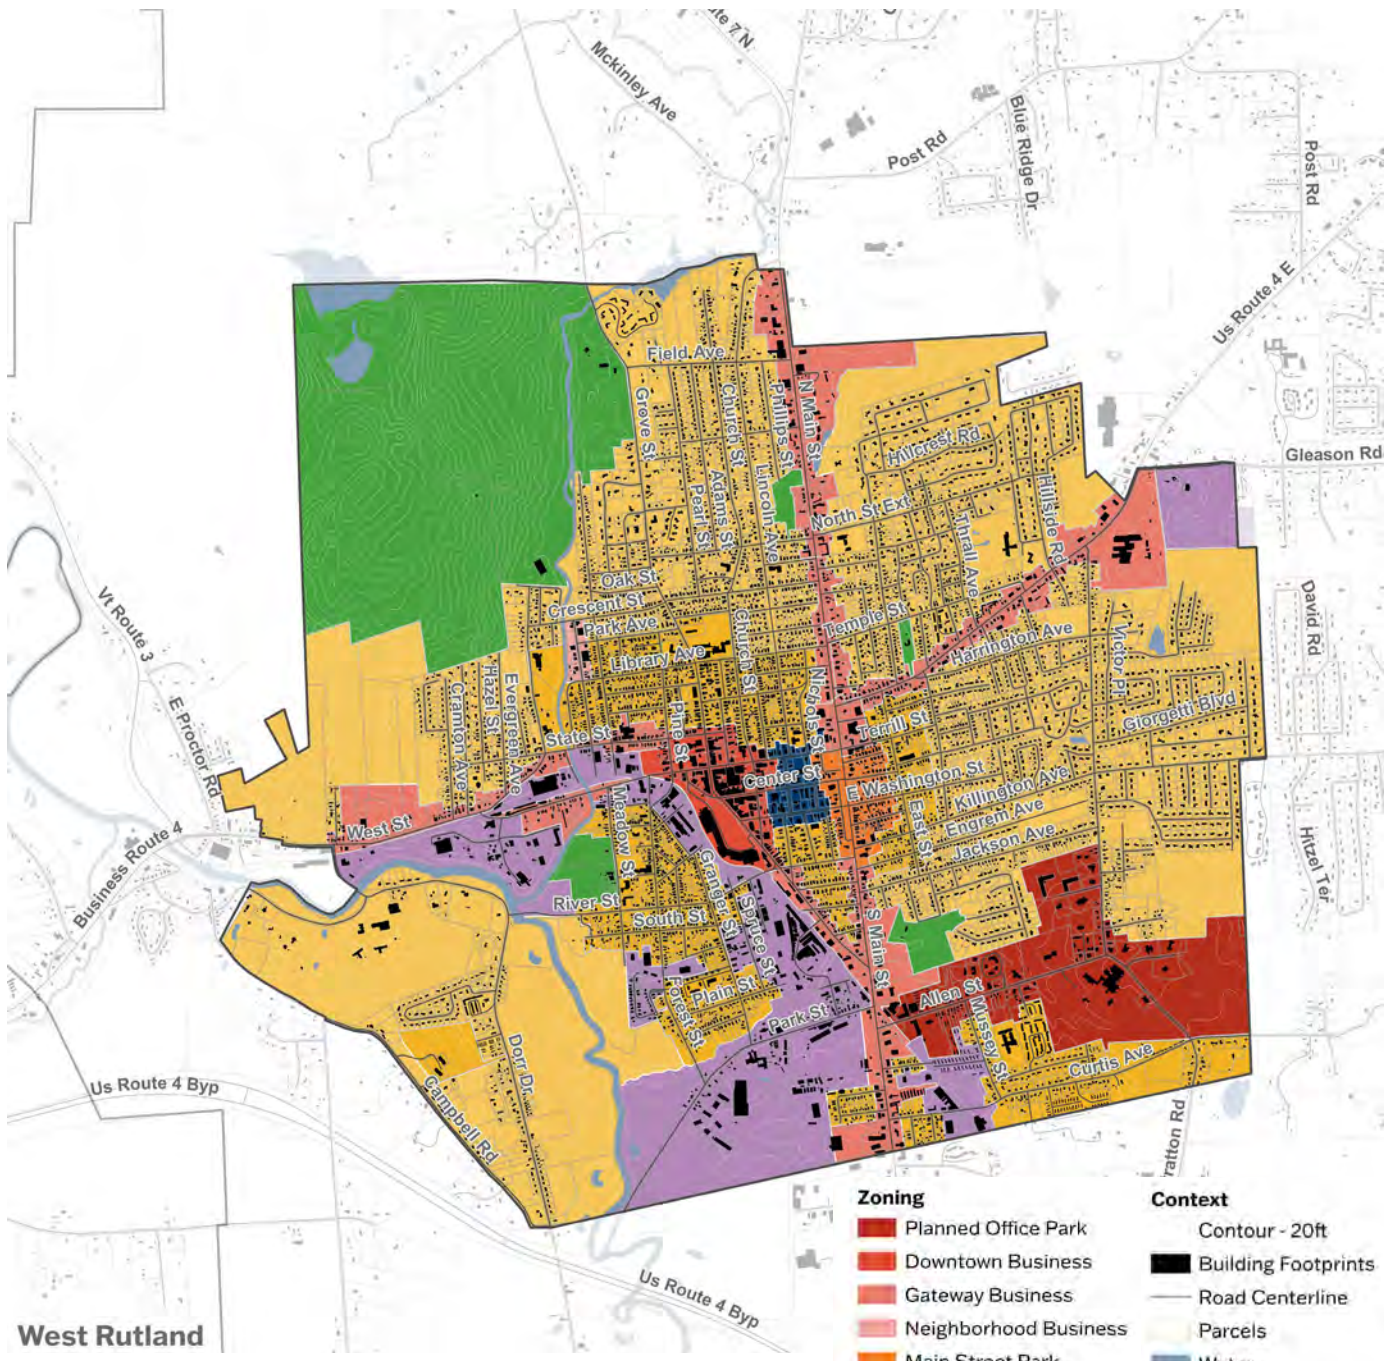 Mckinley Ave
Post Rd
Blue Ridge Dr
Post Rd
Us Route 4 E
Field Ave
Grove St
Church St
Phillips St
N Main St
Hillcrest Rd
Gleason Rd
Adams St
Pearl St
Lincoln Ave
North St Ext
Thrall Ave
Hillside Rd
Oak St
Crescent St
Park Ave
Church St
Temple St
Library Ave
Harrington Ave
Victor Pl
David Rd
Vt Route 3
E Proctor Rd
Cramton Ave
Hazel St
Evergreen Ave
State St
Pine St
Nichols St
Terrill St
Giorgetti Blvd
Center St
E Washington St
Killington Ave
Engrem Ave
Jackson Ave
East St
West St
Business Route 4
Meadow St
Granger St
Spruce St
Hitzel Ter
River St
South St
S Main St
Forest St
Plain St
Park St
Allen St
Mussey St
Curtis Ave
Dorr Dr
Campbell Rd
Us Route 4 Byp
Us Route 4 Byp
West Rutland
Zoning
Planned Office Park
Downtown Business
Gateway Business
Neighborhood Business
Main Street Park
Context
Contour - 20ft
Building Footprints
Road Centerline
Parcels
Water